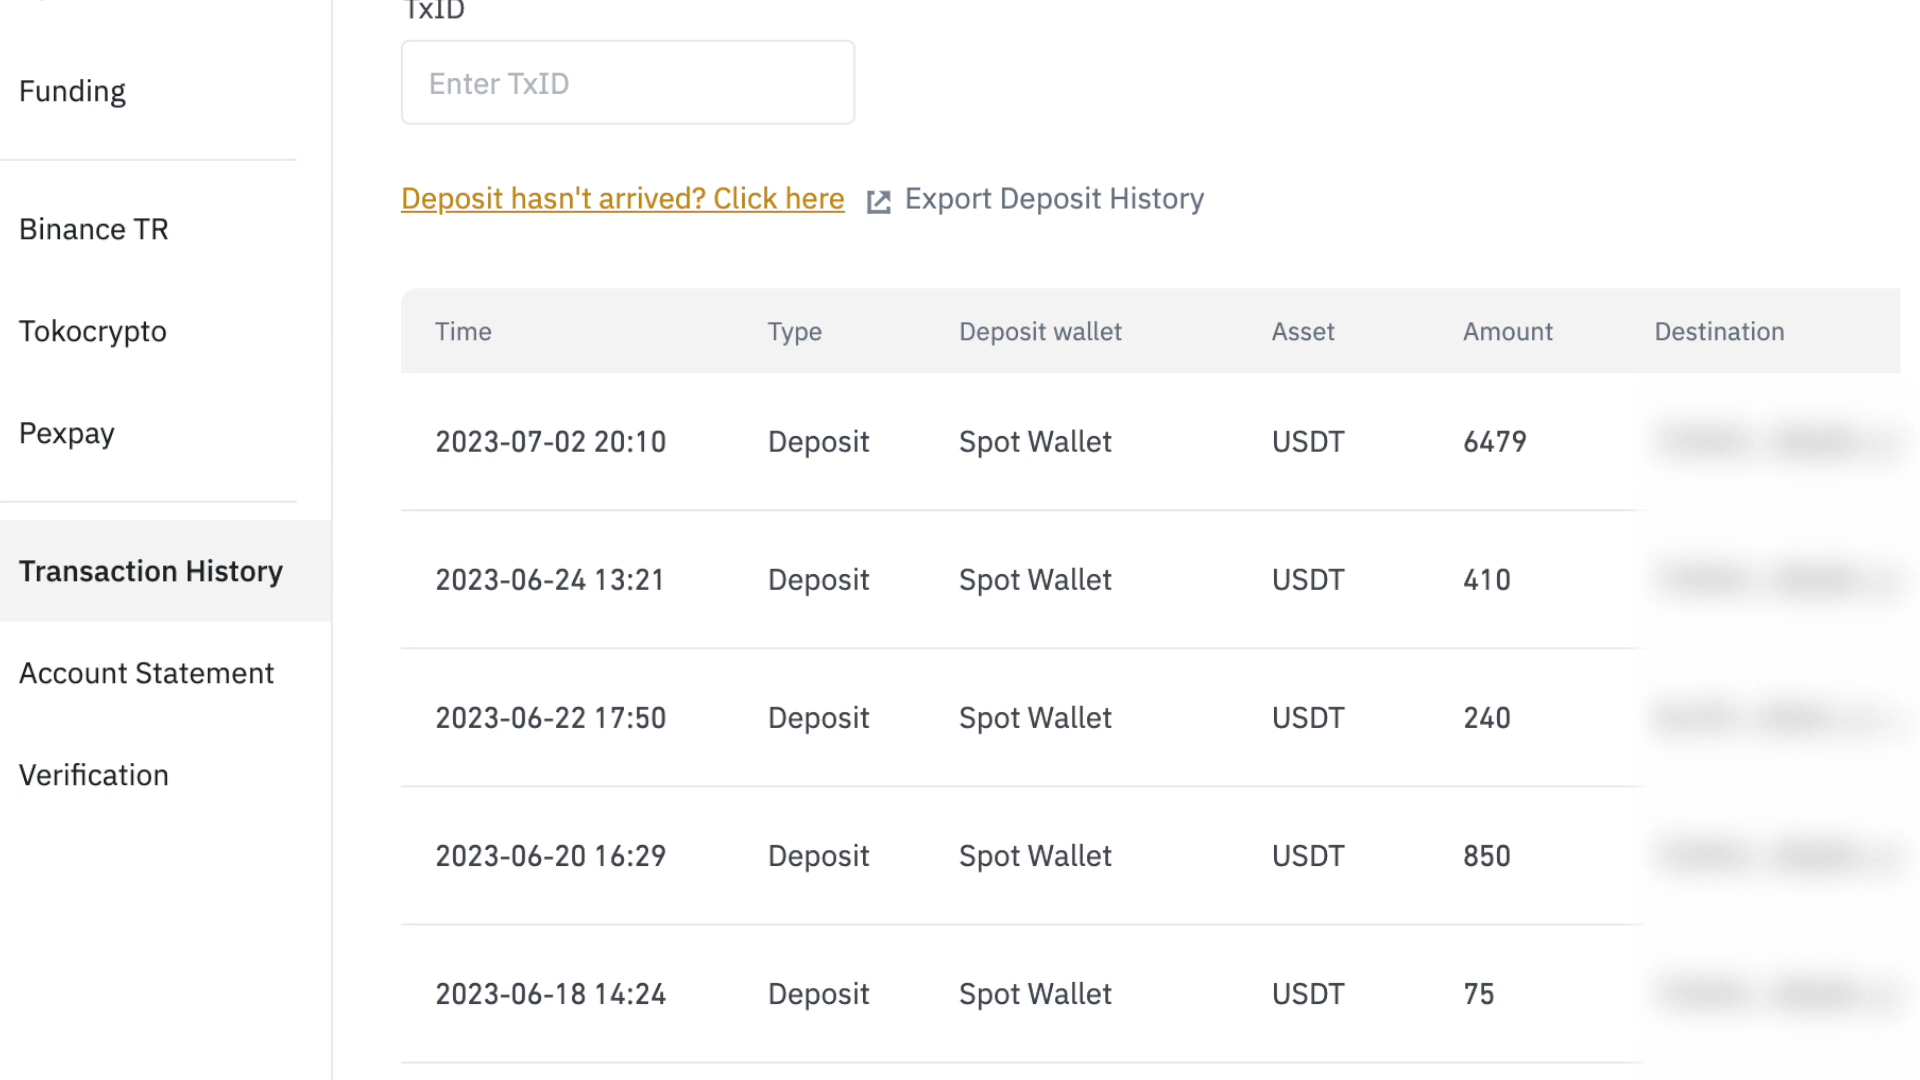 TxID
Enter TxID
Deposit hasn't arrived? Click here Export Deposit History
Funding
Binance TR
Tokocrypto
Pexpay
Transaction History
Account Statement
Verification
Time Type Deposit wallet Asset Amount Destination
2023-07-02 20:10 Deposit Spot Wallet USDT 6479
2023-06-24 13:21 Deposit Spot Wallet USDT 410
2023-06-22 17:50 Deposit Spot Wallet USDT 240
2023-06-20 16:29 Deposit Spot Wallet USDT 850
2023-06-18 14:24 Deposit Spot Wallet USDT 75